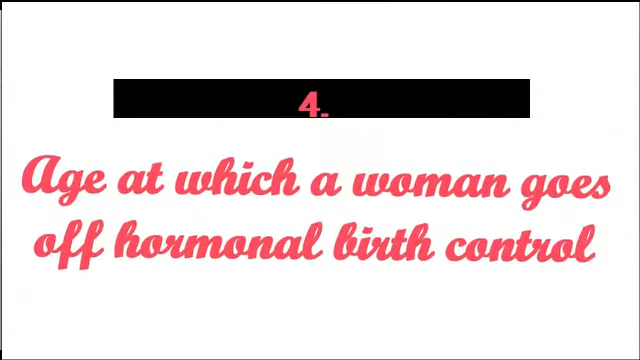 4.
Age at which a woman goes
off hormonal birth control